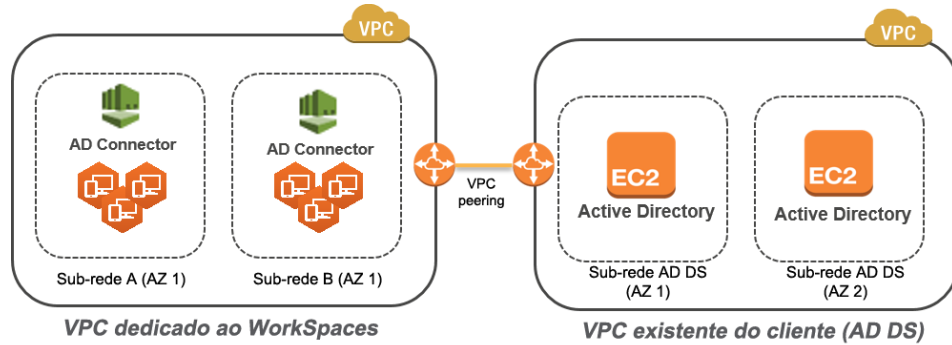 VPC
VPC
AD Connector
AD Connector
EC2
EC2
Active Directory
Active Directory
VPC
peering
Sub-rede A (AZ 1)
Sub-rede B (AZ 1)
Sub-rede AD DS
(AZ 1)
Sub-rede AD DS
(AZ 2)
VPC dedicado ao WorkSpaces
VPC existente do cliente (AD DS)